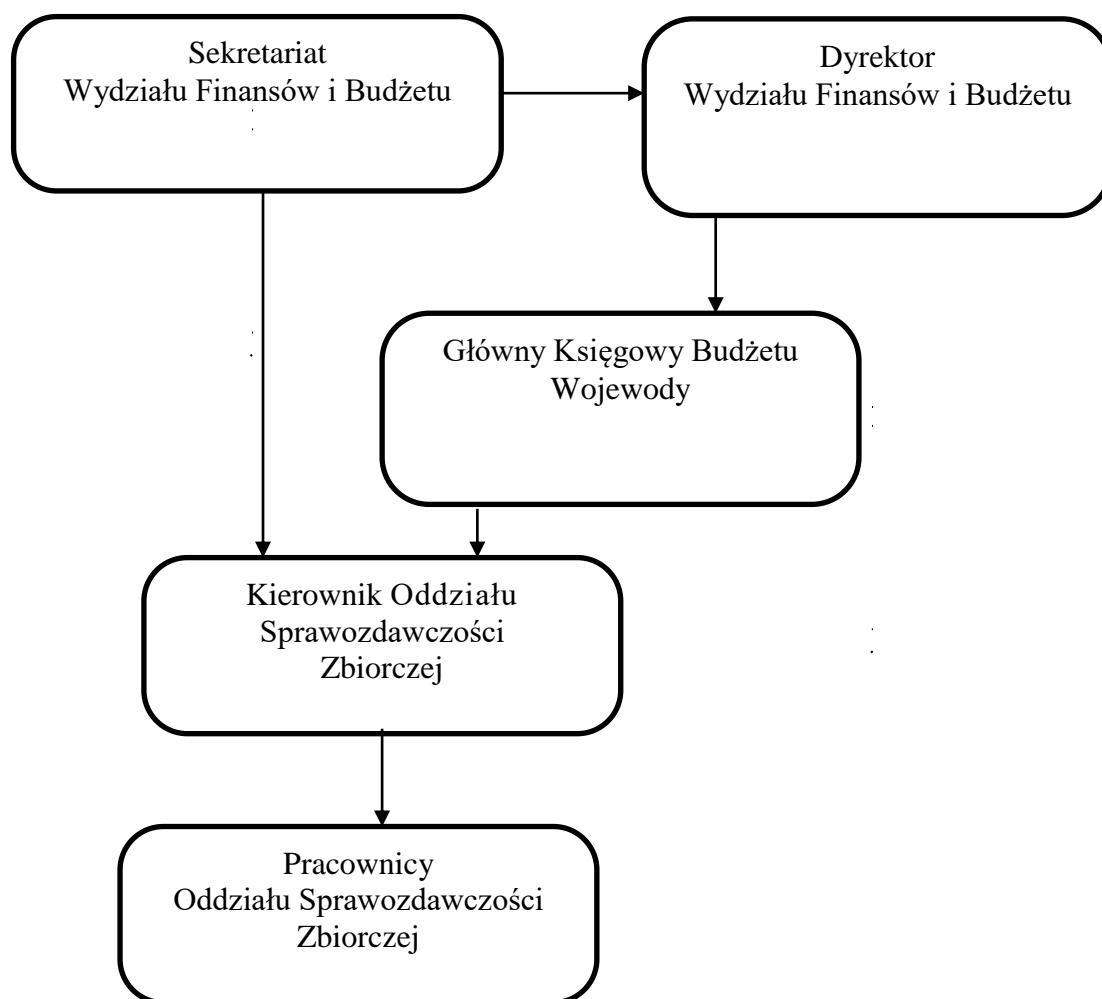 Sekretariat
Wydziału Finansów i Budżetu
Dyrektor
Wydziału Finansów i Budżetu
Główny Księgowy Budżetu
Wojewody
Kierownik Oddziału
Sprawozdawczości
Zbiorczej
Pracownicy
Oddziału Sprawozdawczości
Zbiorczej